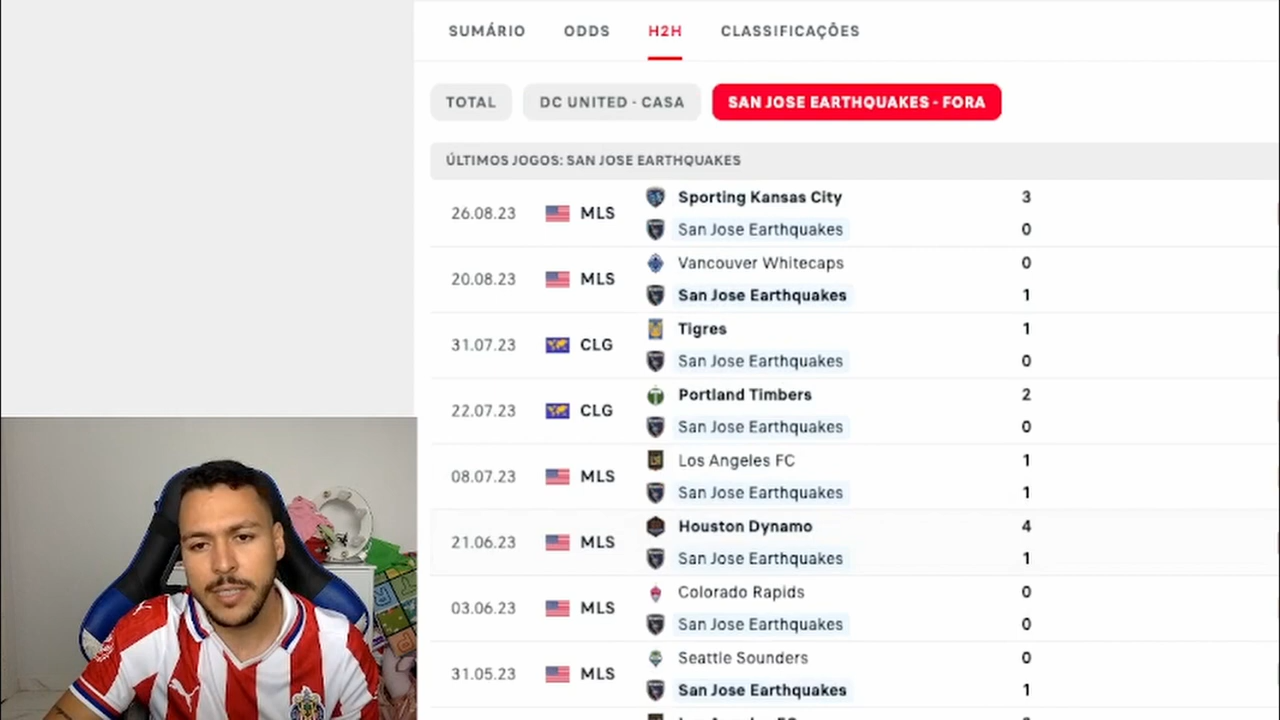 SUMÁRIO ODDS H2H CLASSIFICAÇÕES
TOTAL DC UNITED - CASA SAN JOSE EARTHQUAKES - FORA
ÚLTIMOS JOGOS: SAN JOSE EARTHQUAKES
26.08.23 MLS Sporting Kansas City 3
San Jose Earthquakes 0
20.08.23 MLS Vancouver Whitecaps 0
San Jose Earthquakes 1
31.07.23 CLG Tigres 1
San Jose Earthquakes 0
22.07.23 CLG Portland Timbers 2
San Jose Earthquakes 0
08.07.23 MLS Los Angeles FC 1
San Jose Earthquakes 1
21.06.23 MLS Houston Dynamo 4
San Jose Earthquakes 1
03.06.23 MLS Colorado Rapids 0
San Jose Earthquakes 0
31.05.23 MLS Seattle Sounders 0
San Jose Earthquakes 1